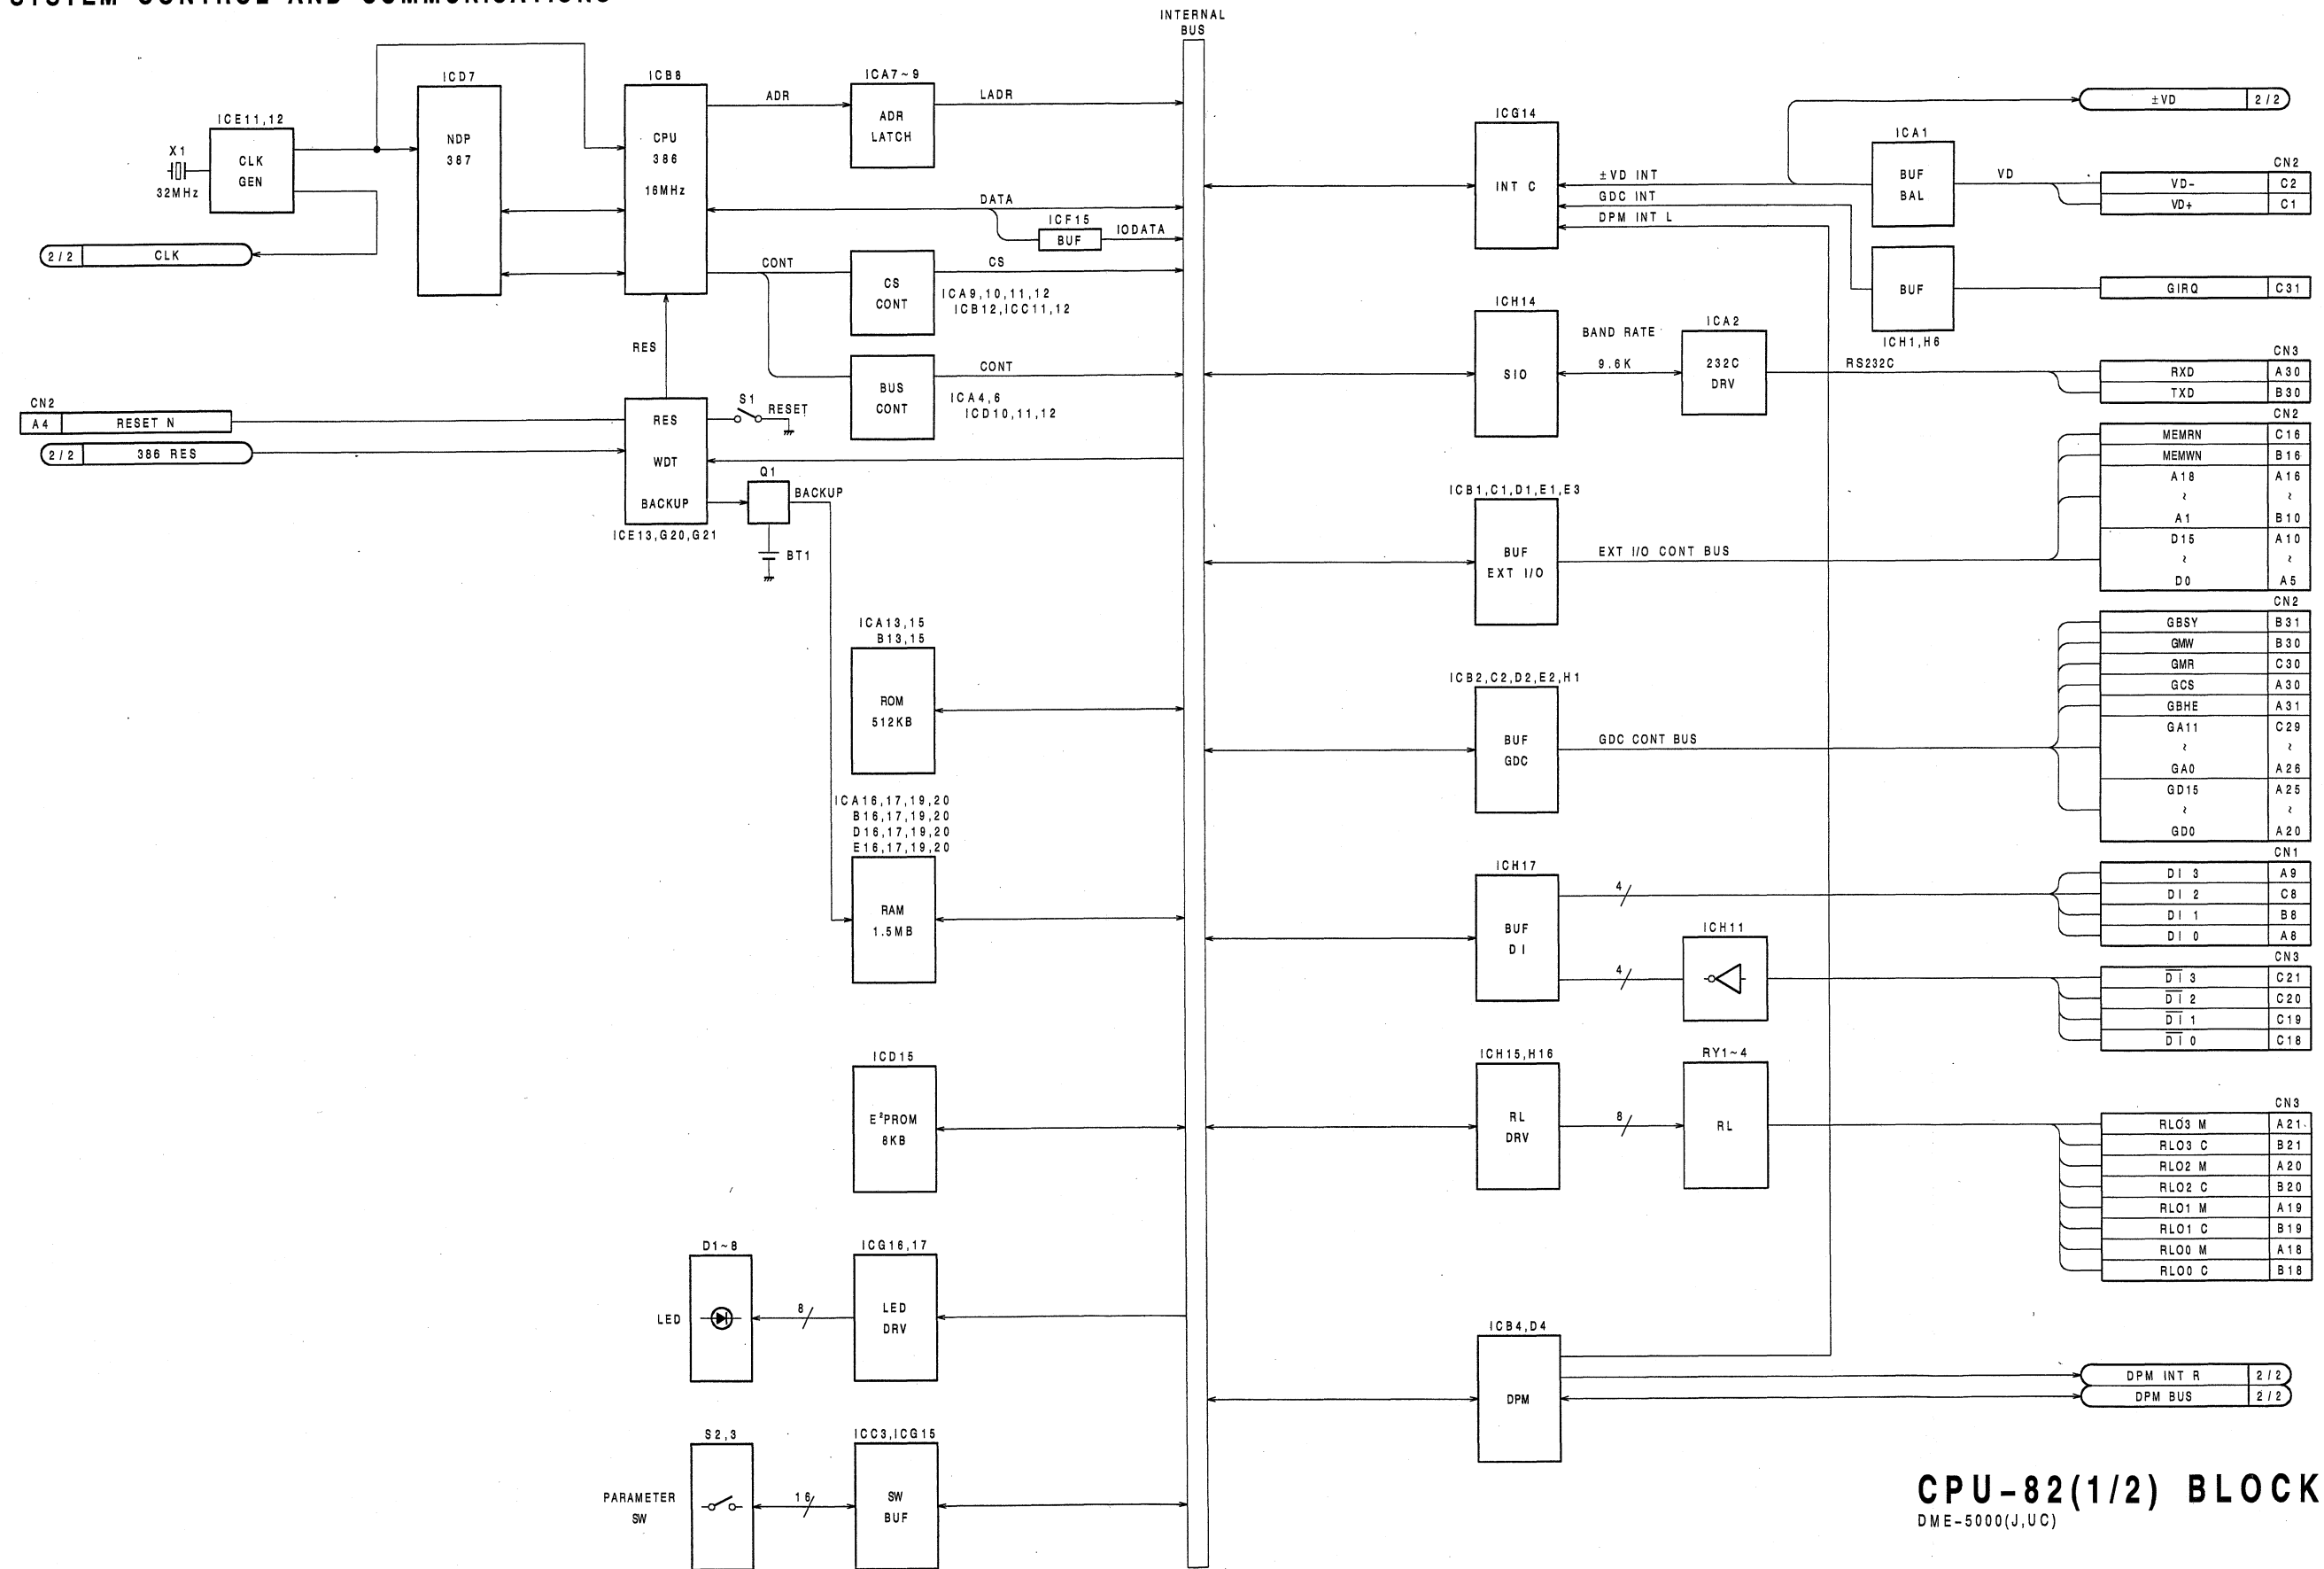 SYSTEM CONTROL AND COMMUNICATIONS
INTERNAL
BUS
ICD7
NDP
387
ICB8
CPU
386
16MHz
ICA7~9
ADR
LATCH
ADR
LADR
ICE11,12
CLK
GEN
X1
32MHz
2/2 CLK
DATA
ICF15
BUF
IODATA
CONT
CS
CONT
CS
ICA9,10,11,12
ICB12,ICC11,12
BUS
CONT
CONT
ICA4,6
ICD10,11,12
RES
CN2
A4 RESET N
2/2 386 RES
RES
WDT
BACKUP
ICE13,G20,G21
S1
RESET
Q1
BACKUP
BT1
ICA13,15
B13,15
ROM
512KB
ICA16,17,19,20
B16,17,19,20
D16,17,19,20
E16,17,19,20
RAM
1.5MB
ICD15
E²PROM
8KB
D1~8
LED
8
ICG16,17
LED
DRV
S2,3
PARAMETER
SW
16
ICC3,ICG15
SW
BUF
ICG14
INT C
±VD INT
GDC INT
DPM INT L
±VD 2/2
ICA1
BUF
BAL
VD
CN2
VD- C2
VD+ C1
BUF
ICH1,H6
GIRQ C31
ICH14
SIO
BAND RATE
9.6K
ICA2
232C
DRV
RS232C
CN3
RXD A30
TXD B30
ICB1,C1,D1,E1,E3
BUF
EXT I/O
EXT I/O CONT BUS
CN2
MEMRN C16
MEMWN B16
A18 A16
~ ~
A1 B10
D15 A10
~ ~
D0 A5
ICB2,C2,D2,E2,H1
BUF
GDC
GDC CONT BUS
CN2
GBSY B31
GMW B30
GMR C30
GCS A30
GBHE A31
GA11 C29
~ ~
GA0 A26
GD15 A25
~ ~
GD0 A20
ICH17
BUF
DI
4
4
ICH11
CN1
DI 3 A9
DI 2 C8
DI 1 B8
DI 0 A8
CN3
D̅I̅ 3 C21
D̅I̅ 2 C20
D̅I̅ 1 C19
D̅I̅ 0 C18
ICH15,H16
RL
DRV
8
RY1~4
RL
CN3
RLO3 M A21
RLO3 C B21
RLO2 M A20
RLO2 C B20
RLO1 M A19
RLO1 C B19
RLO0 M A18
RLO0 C B18
ICB4,D4
DPM
DPM INT R 2/2
DPM BUS 2/2
CPU-82(1/2) BLOCK
DME-5000(J,UC)